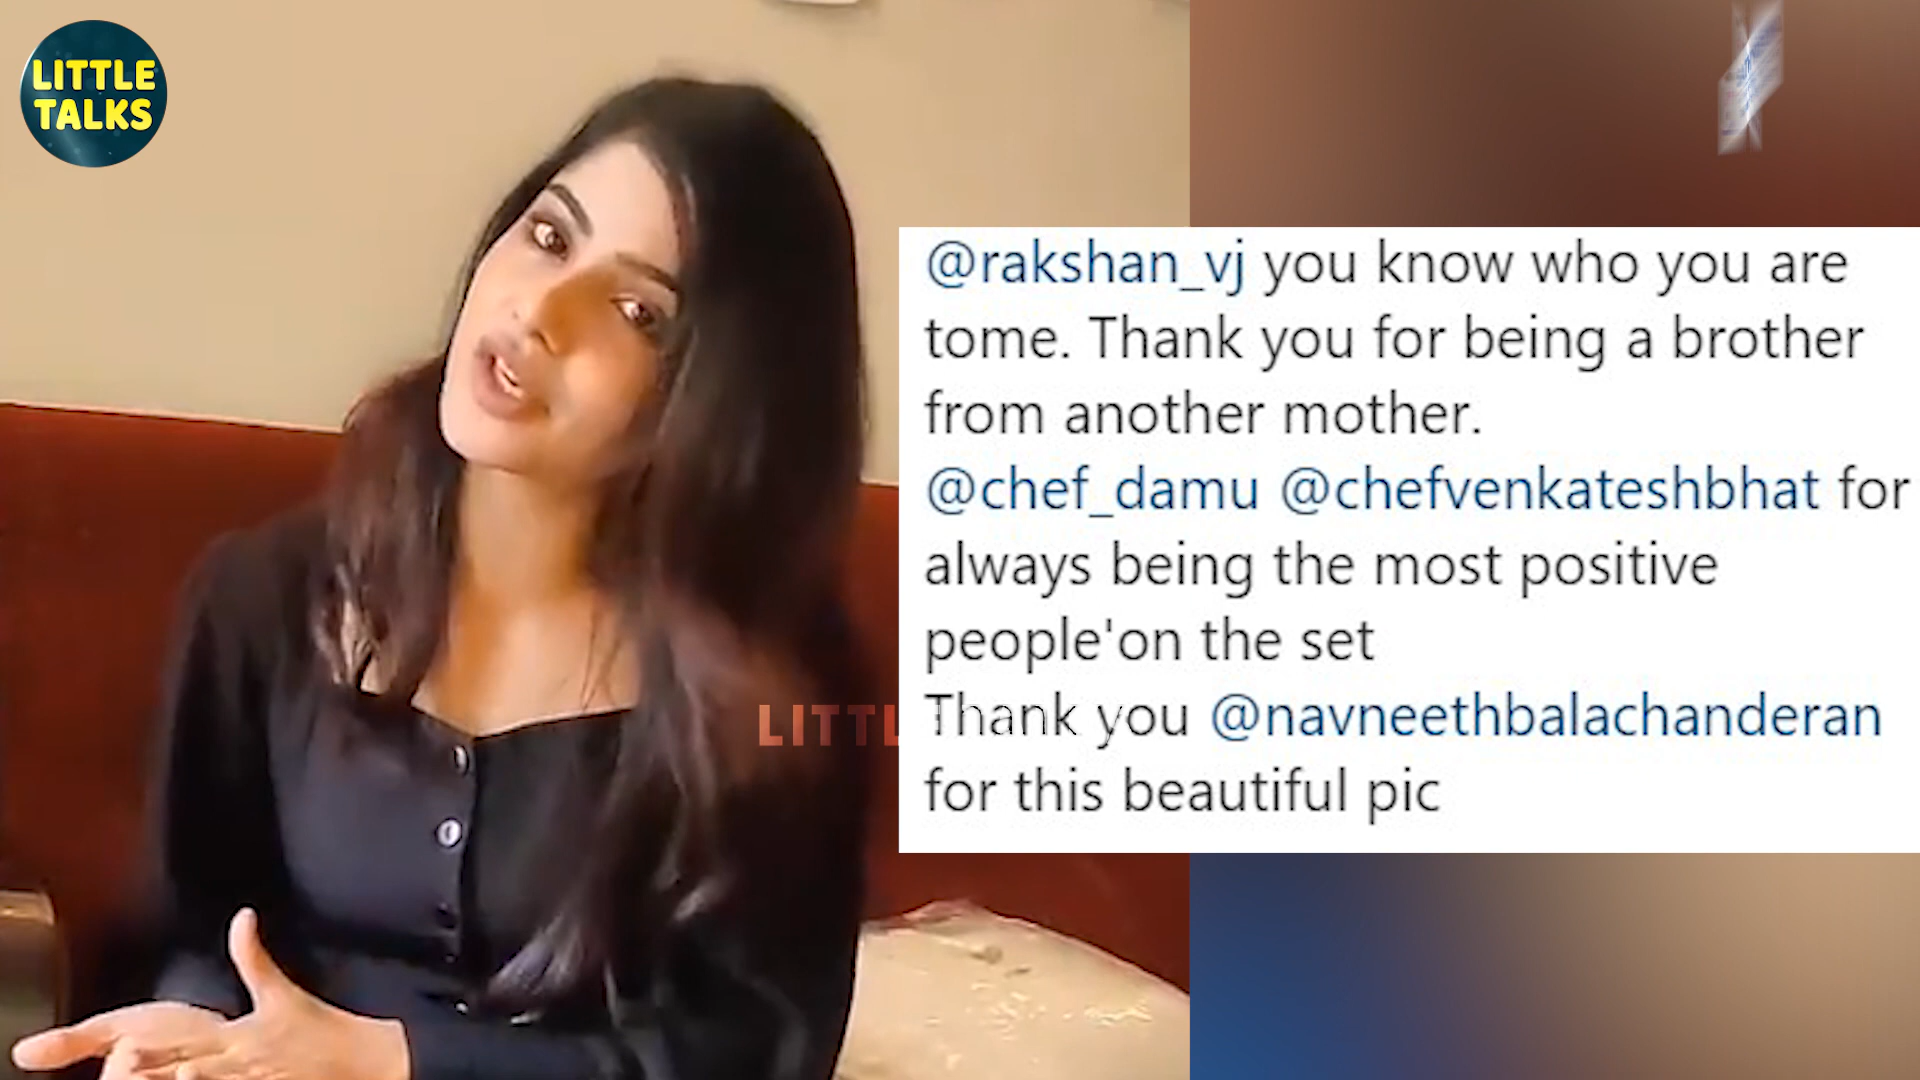 LITTLE
TALKS
@rakshan_vj you know who you are
tome. Thank you for being a brother
from another mother.
@chef_damu @chefvenkateshbhat for
always being the most positive
people'on the set
LITTL
Thank you @navneethbalachanderan
for this beautiful pic